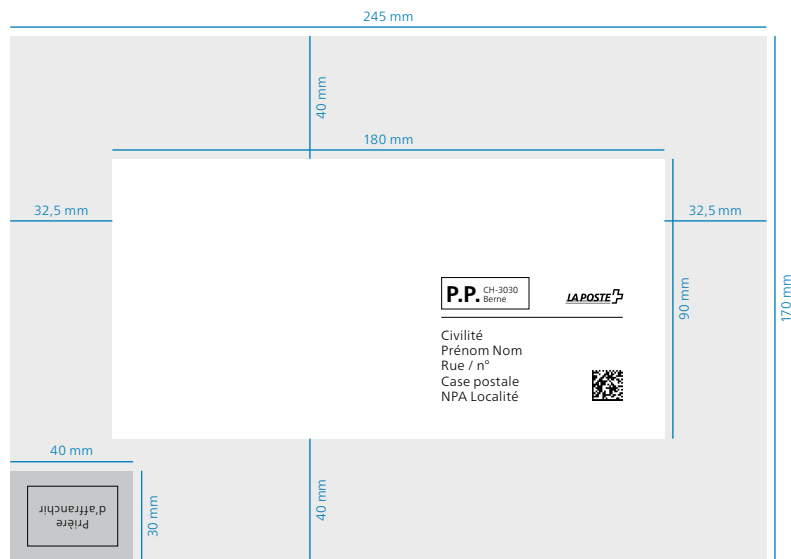 245 mm
40 mm
180 mm
32,5 mm
32,5 mm
170 mm
90 mm
P.P. CH-3030
Berne
LA POSTE
Civilité
Prénom Nom
Rue / n°
Case postale
NPA Localité
40 mm
40 mm
30 mm
Prière
d'affranchir